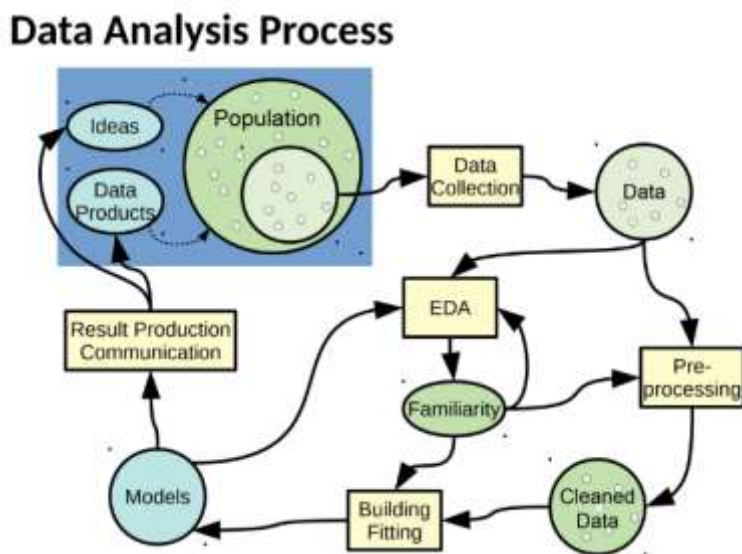 Data Analysis Process
Ideas
Population
Data
Products
Data
Collection
Data
EDA
Result Production
Communication
Pre-
processing
Familiarity
Models
Building
Fitting
Cleaned
Data